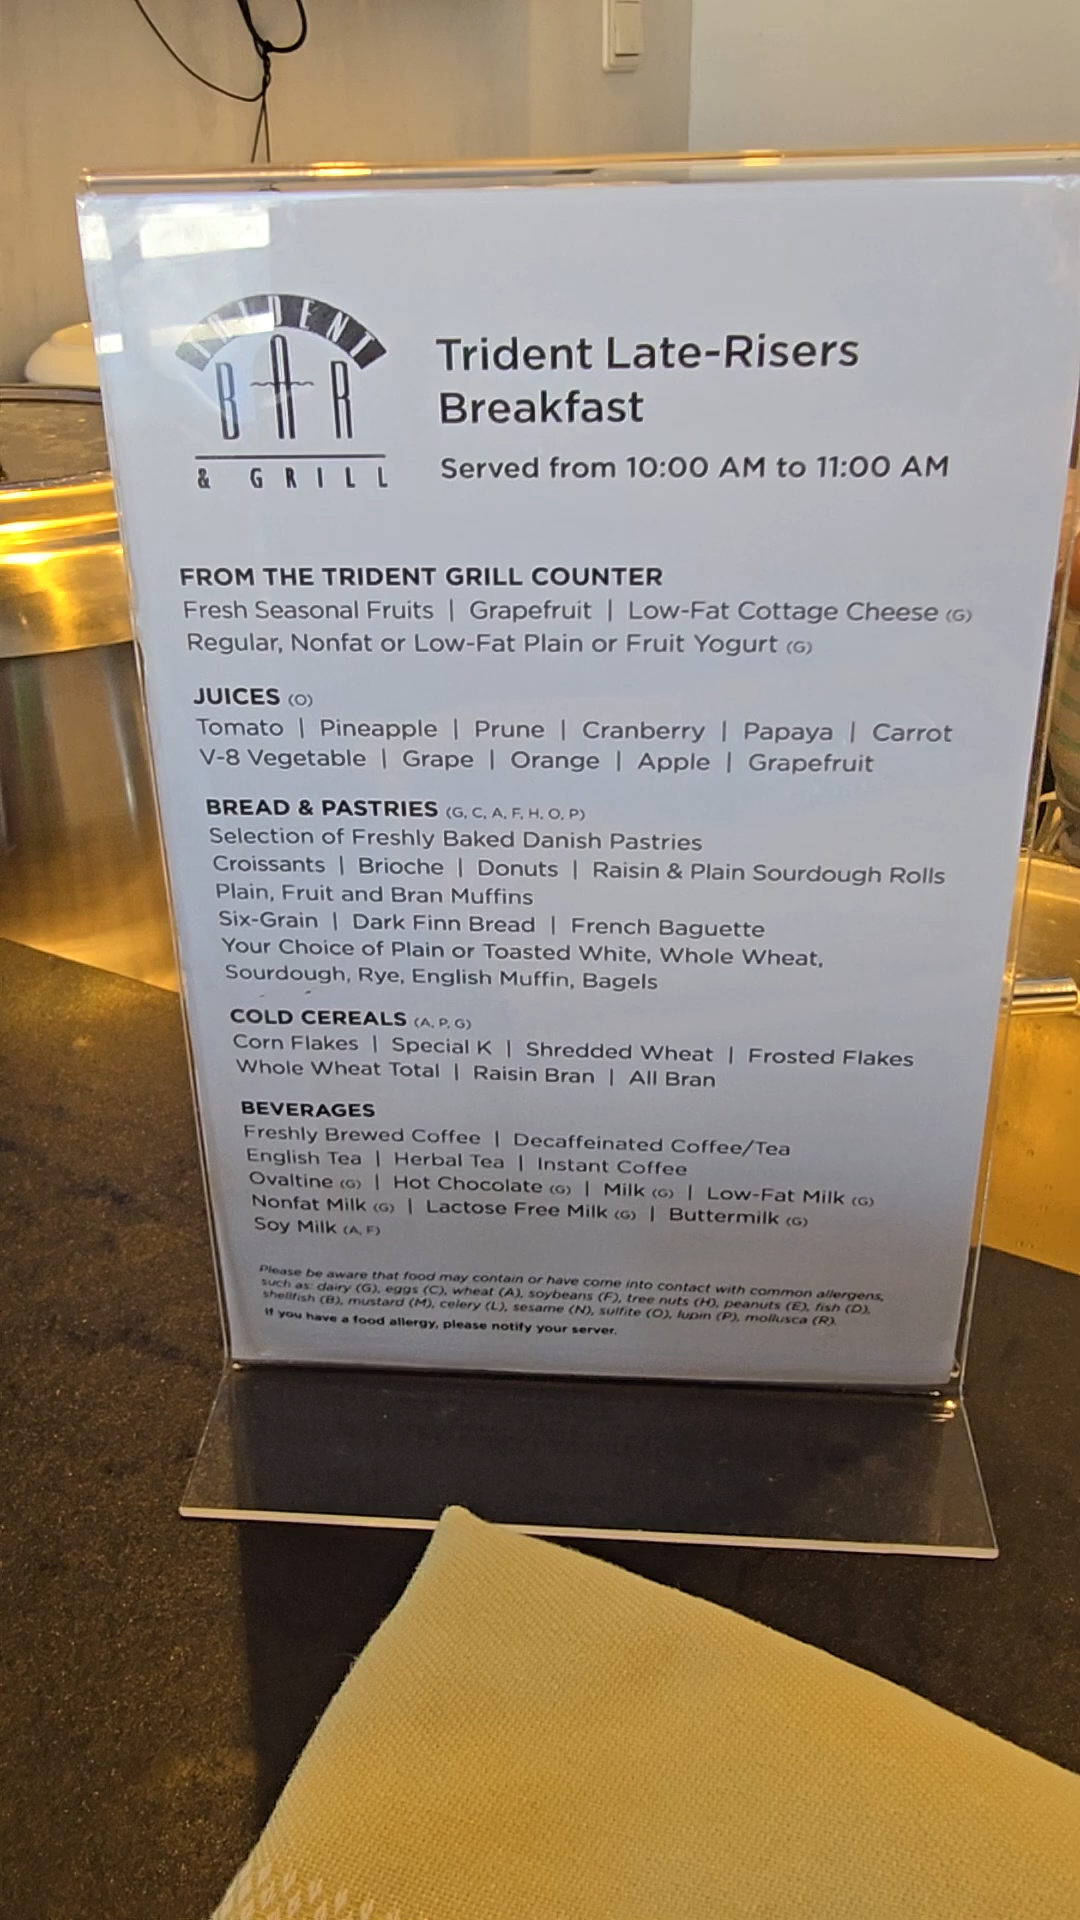 TRIDENT
BAR
& GRILL
Trident Late-Risers
Breakfast
Served from 10:00 AM to 11:00 AM
FROM THE TRIDENT GRILL COUNTER
Fresh Seasonal Fruits | Grapefruit | Low-Fat Cottage Cheese (G)
Regular, Nonfat or Low-Fat Plain or Fruit Yogurt (G)
JUICES (O)
Tomato | Pineapple | Prune | Cranberry | Papaya | Carrot
V-8 Vegetable | Grape | Orange | Apple | Grapefruit
BREAD & PASTRIES (G, C, A, F, H, O, P)
Selection of Freshly Baked Danish Pastries
Croissants | Brioche | Donuts | Raisin & Plain Sourdough Rolls
Plain, Fruit and Bran Muffins
Six-Grain | Dark Finn Bread | French Baguette
Your Choice of Plain or Toasted White, Whole Wheat,
Sourdough, Rye, English Muffin, Bagels
COLD CEREALS (A, P, G)
Corn Flakes | Special K | Shredded Wheat | Frosted Flakes
Whole Wheat Total | Raisin Bran | All Bran
BEVERAGES
Freshly Brewed Coffee | Decaffeinated Coffee/Tea
English Tea | Herbal Tea | Instant Coffee
Ovaltine (G) | Hot Chocolate (G) | Milk (G) | Low-Fat Milk (G)
Nonfat Milk (G) | Lactose Free Milk (G) | Buttermilk (G)
Soy Milk (A, F)
Please be aware that food may contain or have come into contact with common allergens,
such as: dairy (G), eggs (C), wheat (A), soybeans (F), tree nuts (H), peanuts (E), fish (D),
shellfish (B), mustard (M), celery (L), sesame (N), sulfite (O), lupin (P), mollusca (R).
If you have a food allergy, please notify your server.